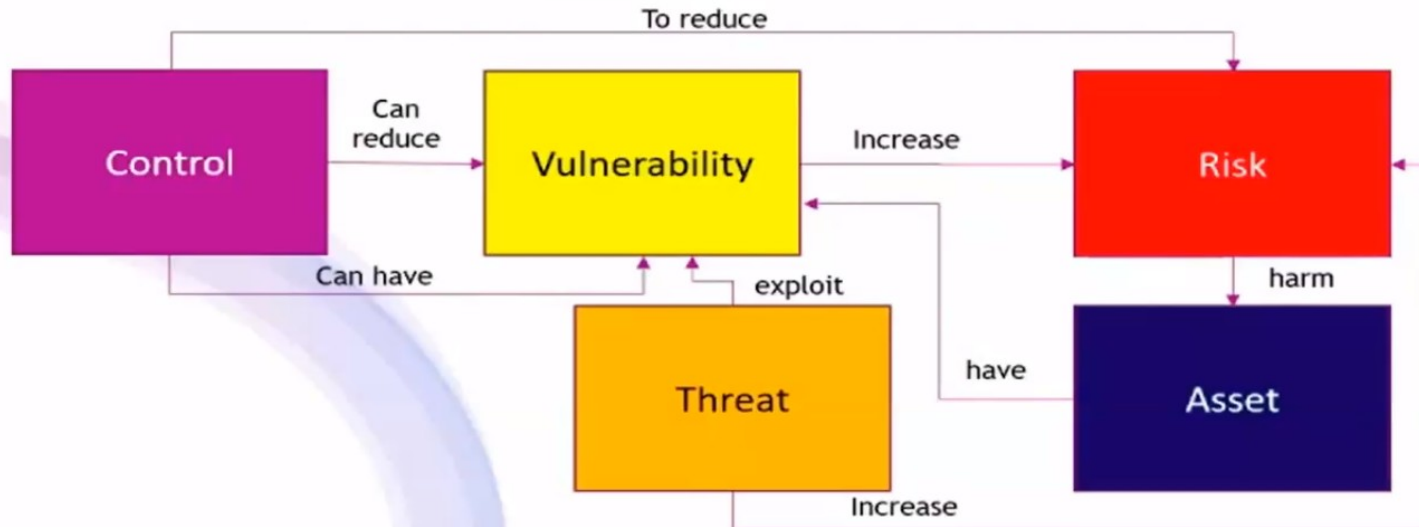 To reduce
Control
Can
reduce
Vulnerability
Increase
Risk
Can have
exploit
harm
Threat
have
Asset
Increase